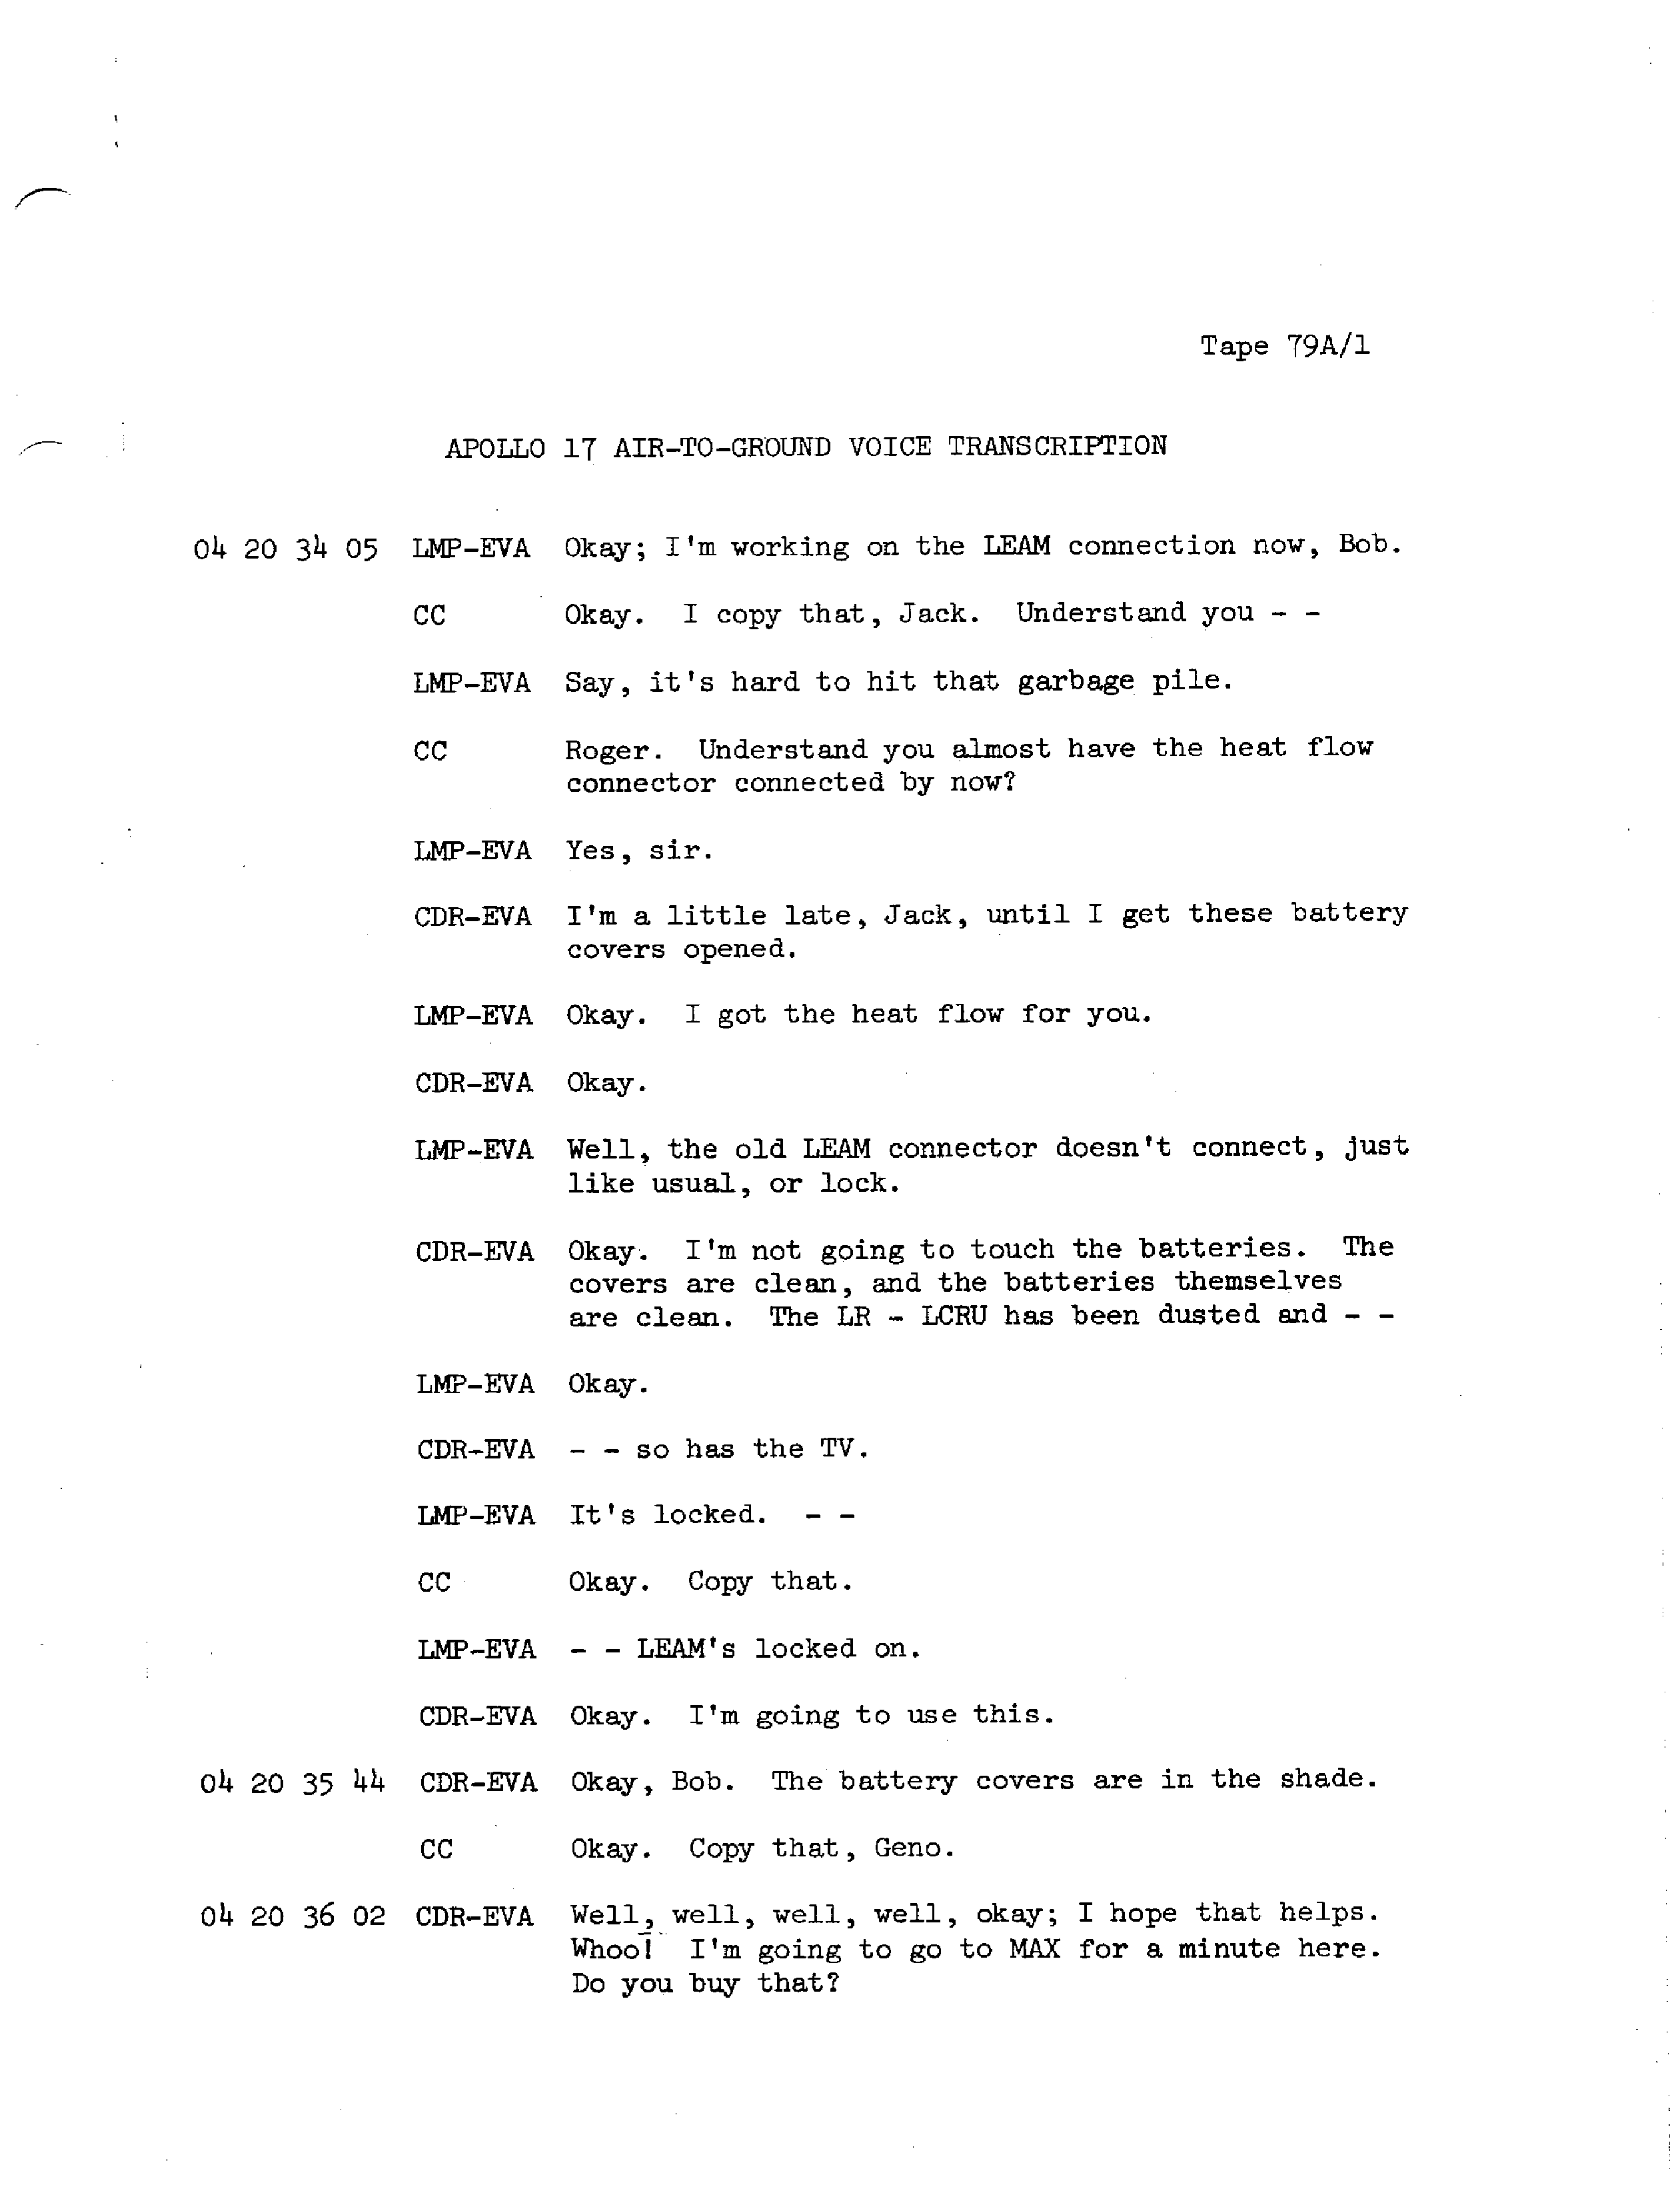 Tape 79A/1
APOLLO 17 AIR-TO-GROUND VOICE TRANSCRIPTION
04 20 34 05 LMP-EVA Okay; I'm working on the LEAM connection now, Bob.
CC Okay. I copy that, Jack. Understand you - -
LMP-EVA Say, it's hard to hit that garbage pile.
CC Roger. Understand you almost have the heat flow
connector connected by now?
LMP-EVA Yes, sir.
CDR-EVA I'm a little late, Jack, until I get these battery
covers opened.
LMP-EVA Okay. I got the heat flow for you.
CDR-EVA Okay.
LMP-EVA Well, the old LEAM connector doesn't connect, just
like usual, or lock.
CDR-EVA Okay. I'm not going to touch the batteries. The
covers are clean, and the batteries themselves
are clean. The LR - LCRU has been dusted and - -
LMP-EVA Okay.
CDR-EVA - - so has the TV.
LMP-EVA It's locked. - -
CC Okay. Copy that.
LMP-EVA - - LEAM's locked on.
CDR-EVA Okay. I'm going to use this.
04 20 35 44 CDR-EVA Okay, Bob. The battery covers are in the shade.
CC Okay. Copy that, Geno.
04 20 36 02 CDR-EVA Well, well, well, well, okay; I hope that helps.
Whoo! I'm going to go to MAX for a minute here.
Do you buy that?